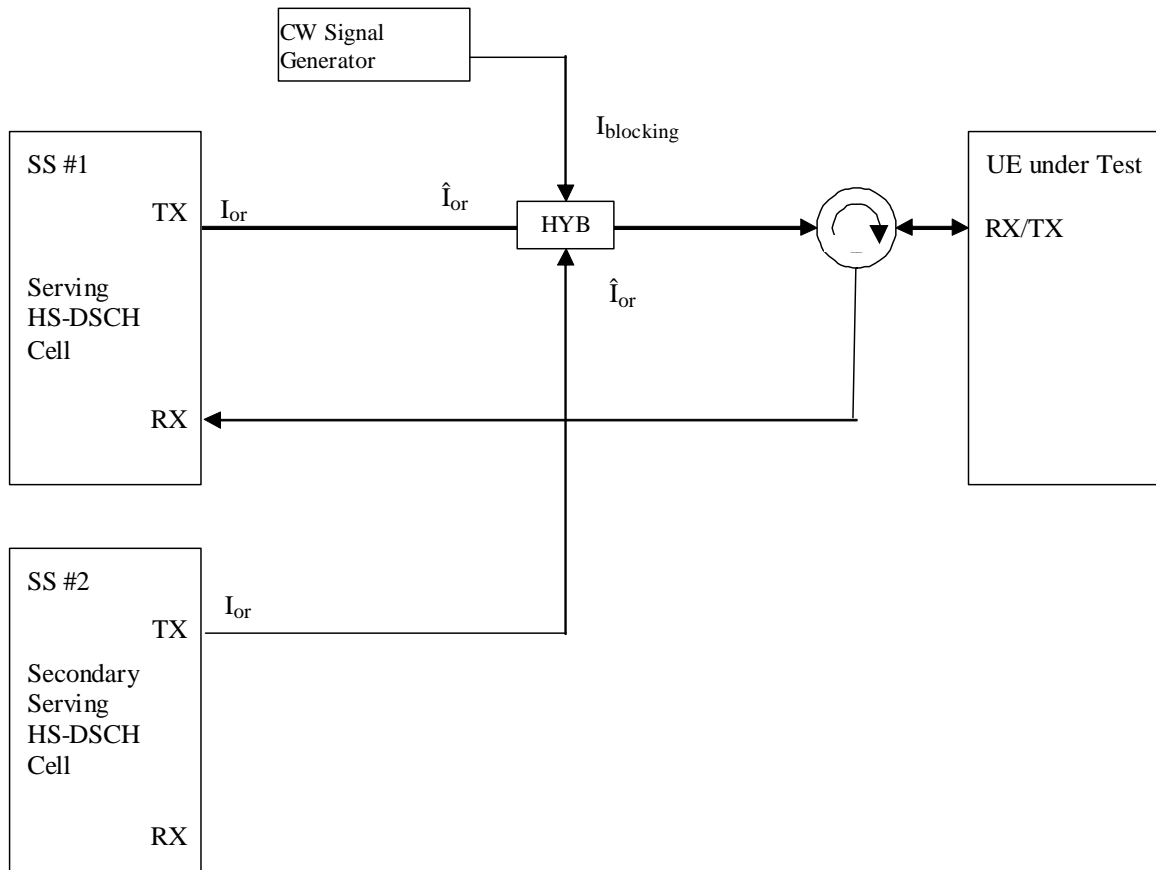 CW Signal
Generator
I_blocking
SS #1
TX
I_or
Î_or
HYB
UE under Test
RX/TX
Î_or
Serving
HS-DSCH
Cell
RX
SS #2
I_or
TX
Secondary
Serving
HS-DSCH
Cell
RX